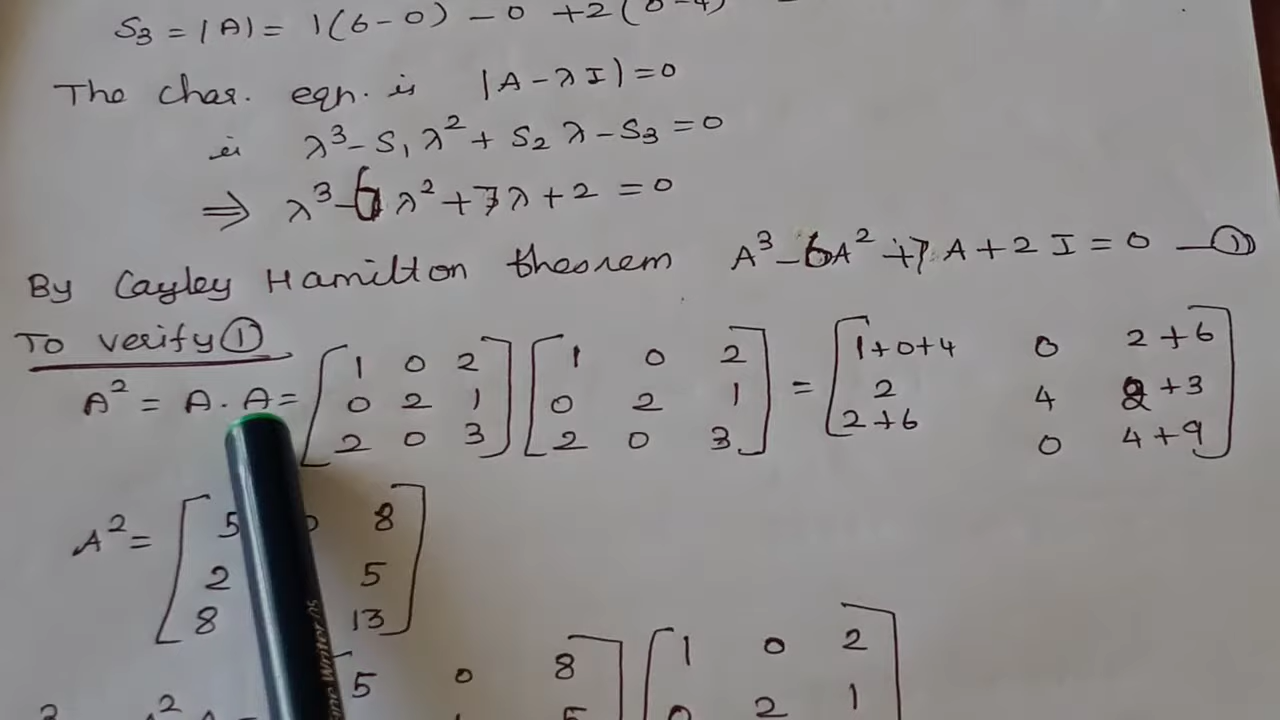 S₃ = |A| = 1(6-0) - 0 + 2(0-4)
The char. eqn. is |A - λI| = 0
ie λ³ - S₁λ² + S₂λ - S₃ = 0
⇒ λ³ - 6λ² + 7λ + 2 = 0
By Cayley Hamilton theorem A³ - 6A² + 7A + 2I = 0 — ①
To verify ①
A² = A . A = [1 0 2; 0 2 1; 2 0 3] [1 0 2; 0 2 1; 2 0 3] = [1+0+4 0 2+6; 2 4 2+3; 2+6 0 4+9]
A² = [5 0 8; 2 5; 8 13]
5 0 8 1 0 2
5 0 2 1